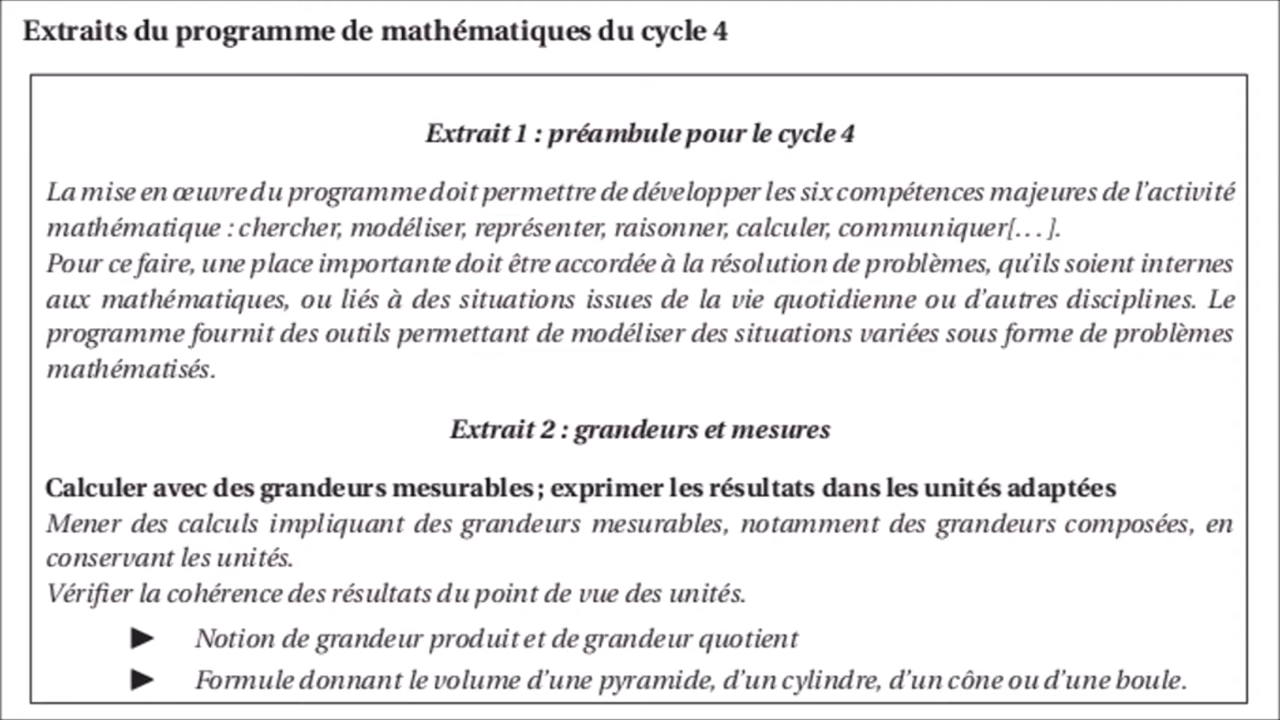 Extraits du programme de mathématiques du cycle 4
Extrait 1 : préambule pour le cycle 4
La mise en œuvre du programme doit permettre de développer les six compétences majeures de l'activité
mathématique : chercher, modéliser, représenter, raisonner, calculer, communiquer[...].
Pour ce faire, une place importante doit être accordée à la résolution de problèmes, qu'ils soient internes
aux mathématiques, ou liés à des situations issues de la vie quotidienne ou d'autres disciplines. Le
programme fournit des outils permettant de modéliser des situations variées sous forme de problèmes
mathématisés.
Extrait 2 : grandeurs et mesures
Calculer avec des grandeurs mesurables ; exprimer les résultats dans les unités adaptées
Mener des calculs impliquant des grandeurs mesurables, notamment des grandeurs composées, en
conservant les unités.
Vérifier la cohérence des résultats du point de vue des unités.
► Notion de grandeur produit et de grandeur quotient
► Formule donnant le volume d'une pyramide, d'un cylindre, d'un cône ou d'une boule.